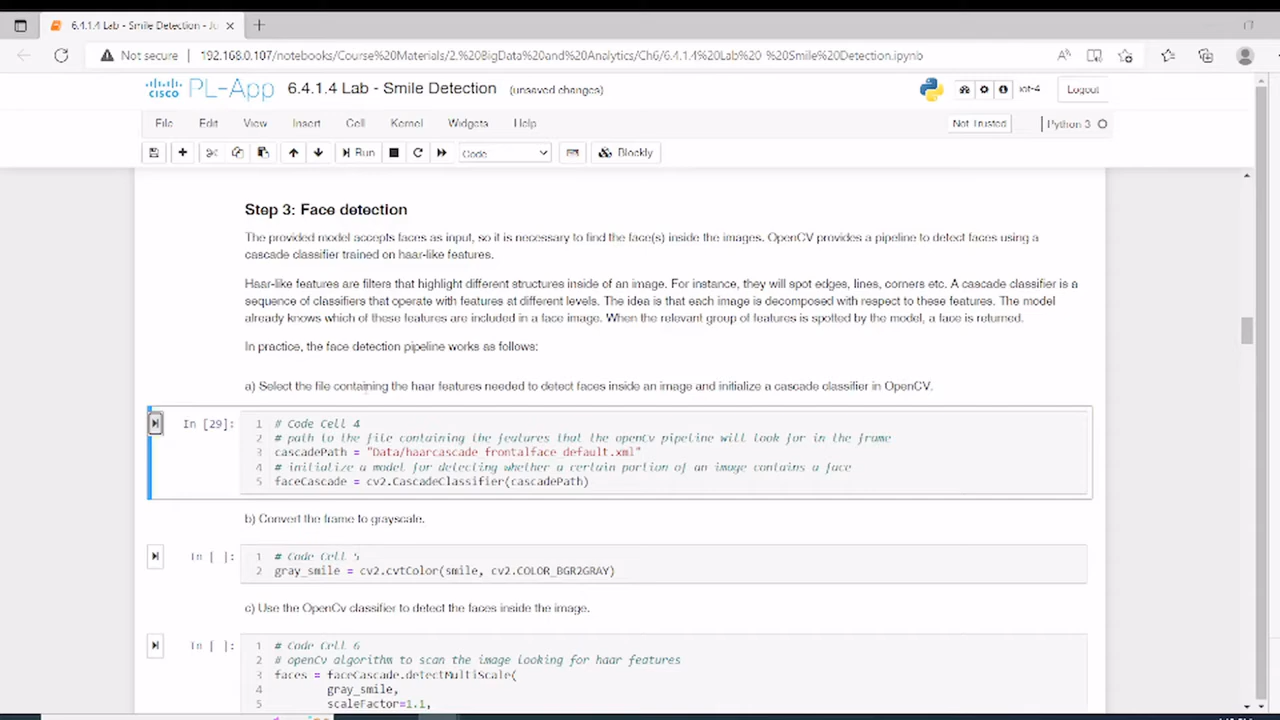 6.4.1.4 Lab - Smile Detection - Ju
Not secure 192.168.0.107/notebooks/Course%20Materials/2.%20BigData%20and%20Analytics/Ch6/6.4.1.4%20Lab%20 %20Smile%20Detection.ipynb
CISCO PL-App 6.4.1.4 Lab - Smile Detection (unsaved changes) iot-4 Logout
File Edit View Insert Cell Kernel Widgets Help Not Trusted Python 3
Run Code Blockly
Step 3: Face detection
The provided model accepts faces as input, so it is necessary to find the face(s) inside the images. OpenCV provides a pipeline to detect faces using a
cascade classifier trained on haar-like features.
Haar-like features are filters that highlight different structures inside of an image. For instance, they will spot edges, lines, corners etc. A cascade classifier is a
sequence of classifiers that operate with features at different levels. The idea is that each image is decomposed with respect to these features. The model
already knows which of these features are included in a face image. When the relevant group of features is spotted by the model, a face is returned.
In practice, the face detection pipeline works as follows:
a) Select the file containing the haar features needed to detect faces inside an image and initialize a cascade classifier in OpenCV.
In [29]: 1 # Code Cell 4
2 # path to the file containing the features that the openCv pipeline will look for in the frame
3 cascadePath = "Data/haarcascade_frontalface_default.xml"
4 # initialize a model for detecting whether a certain portion of an image contains a face
5 faceCascade = cv2.CascadeClassifier(cascadePath)
b) Convert the frame to grayscale.
In [ ]: 1 # Code Cell 5
2 gray_smile = cv2.cvtColor(smile, cv2.COLOR_BGR2GRAY)
c) Use the OpenCv classifier to detect the faces inside the image.
In [ ]: 1 # Code Cell 6
2 # openCv algorithm to scan the image looking for haar features
3 faces = faceCascade.detectMultiScale(
4 gray_smile,
5 scaleFactor=1.1,